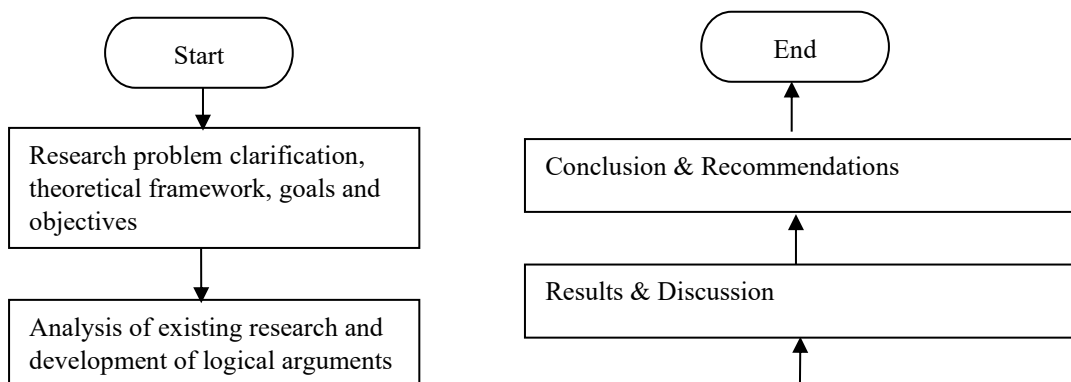 Start
Research problem clarification,
theoretical framework, goals and
objectives
Analysis of existing research and
development of logical arguments
End
Conclusion & Recommendations
Results & Discussion